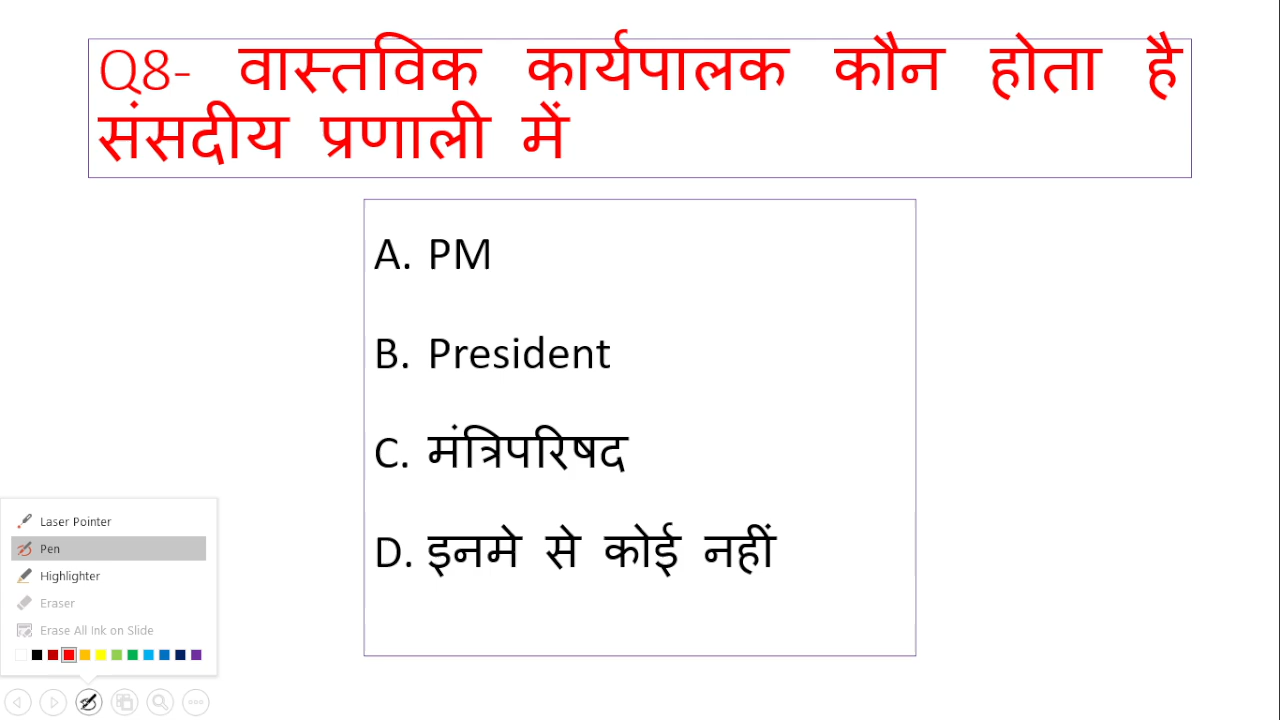 Q8- वास्तविक कार्यपालक कौन होता है
संसदीय प्रणाली में
A. PM
B. President
C. मंत्रिपरिषद
D. इनमे से कोई नहीं
Laser Pointer
Pen
Highlighter
Eraser
Erase All Ink on Slide